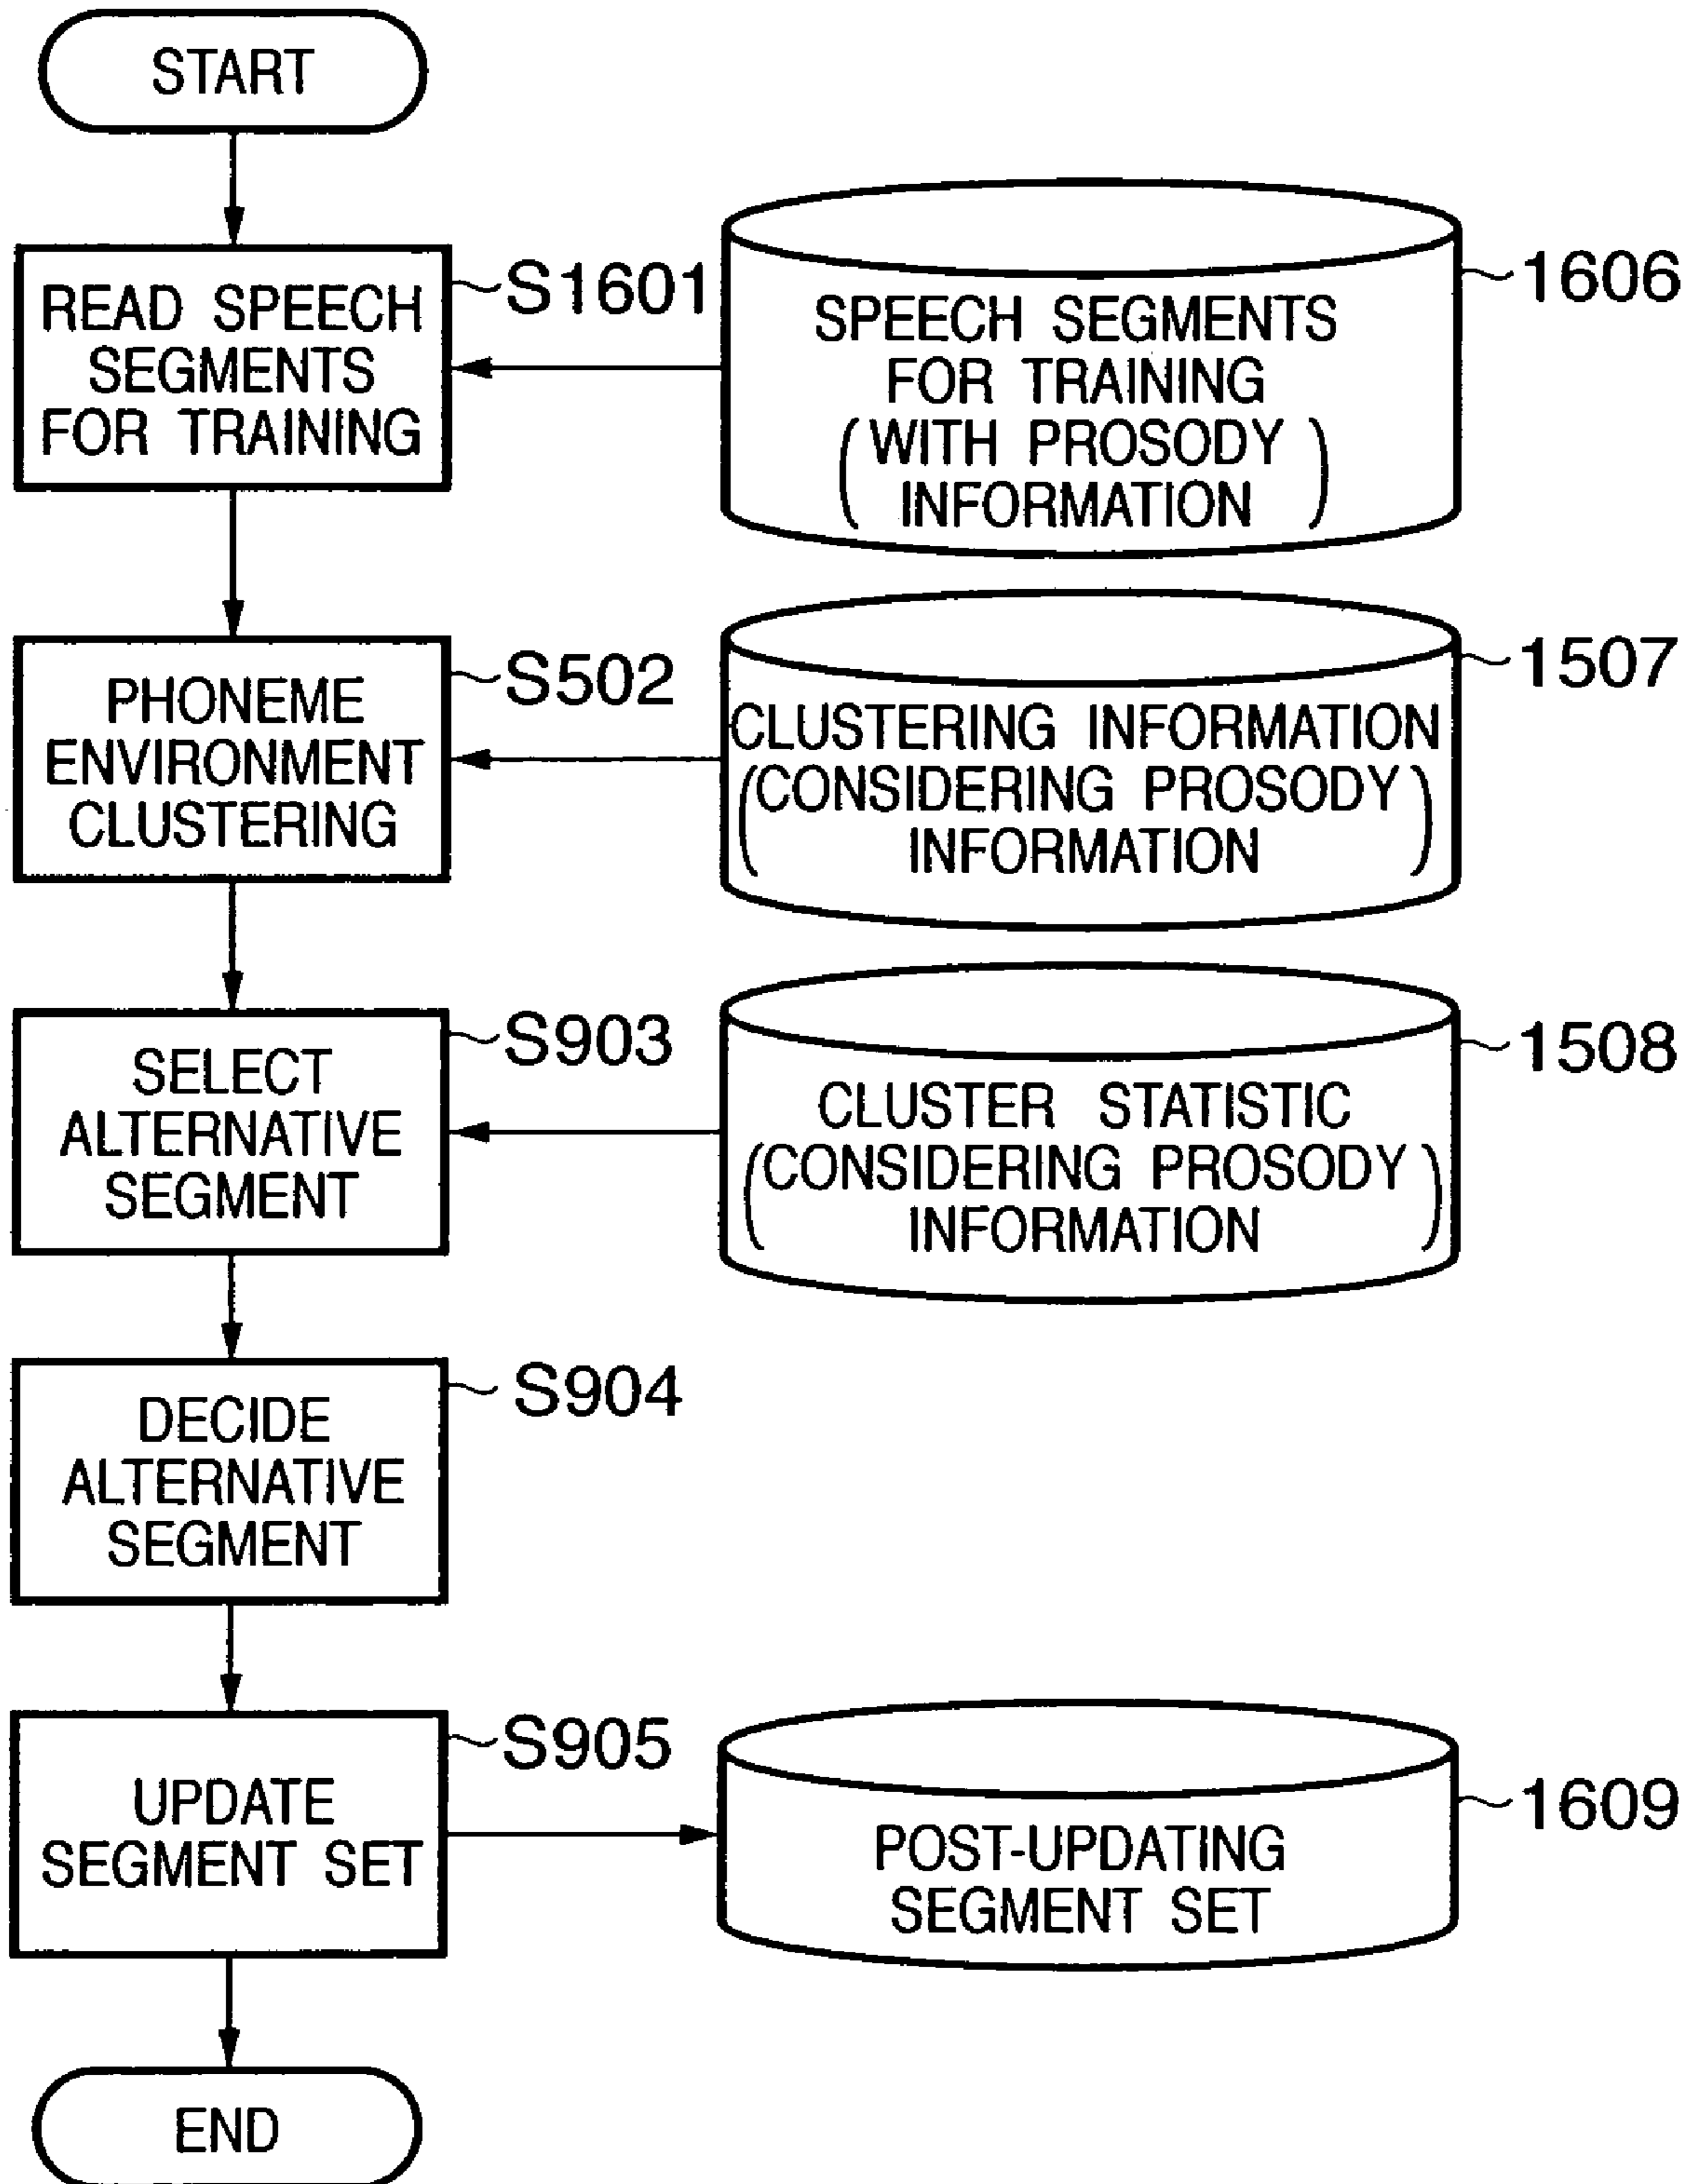 START
READ SPEECH
SEGMENTS
FOR TRAINING
S1601
SPEECH SEGMENTS
FOR TRAINING
(WITH PROSODY
INFORMATION)
1606
PHONEME
ENVIRONMENT
CLUSTERING
S502
CLUSTERING INFORMATION
(CONSIDERING PROSODY
INFORMATION)
1507
SELECT
ALTERNATIVE
SEGMENT
S903
CLUSTER STATISTIC
(CONSIDERING PROSODY
INFORMATION)
1508
DECIDE
ALTERNATIVE
SEGMENT
S904
UPDATE
SEGMENT SET
S905
POST-UPDATING
SEGMENT SET
1609
END